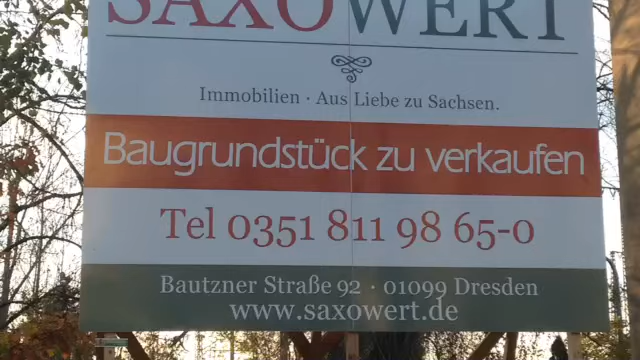 SAXOWERT
Immobilien · Aus Liebe zu Sachsen.
Baugrundstück zu verkaufen
Tel 0351 811 98 65-0
Bautzner Straße 92 · 01099 Dresden
www.saxowert.de